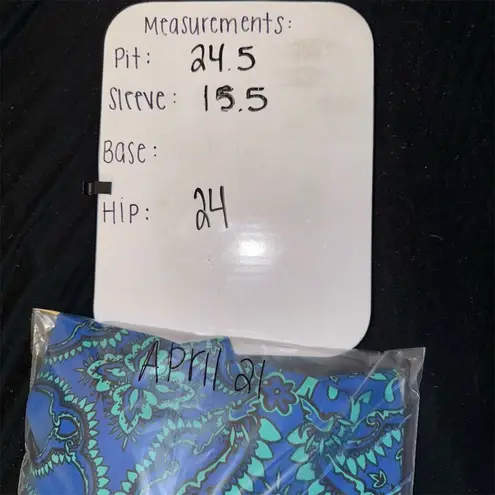 Measurements:
Pit: 24.5
Sleeve: 15.5
Base:
Hip: 24
April 21